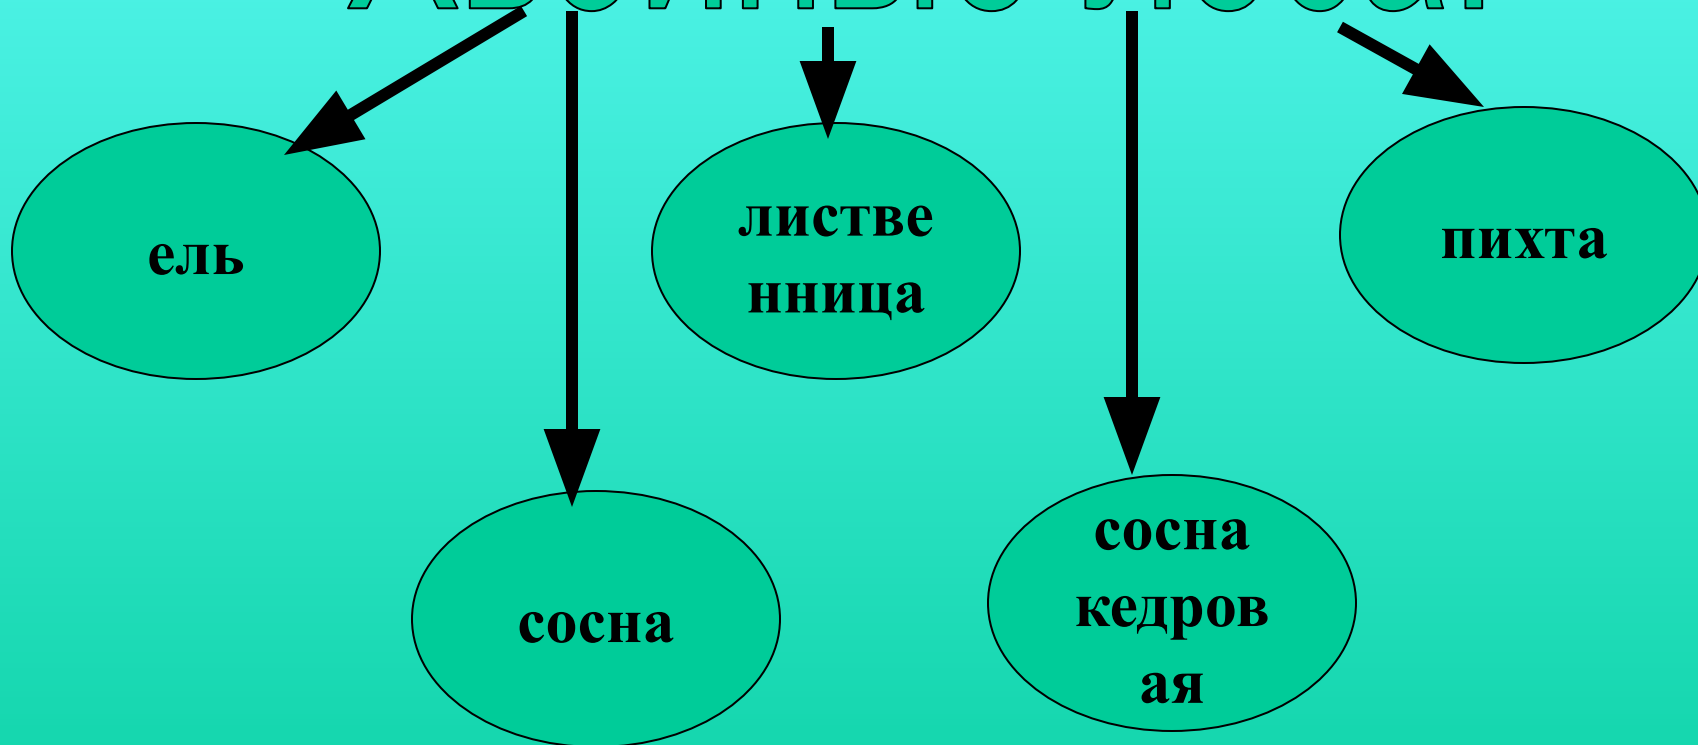 ель
листве
нница
пихта
сосна
сосна
кедров
ая